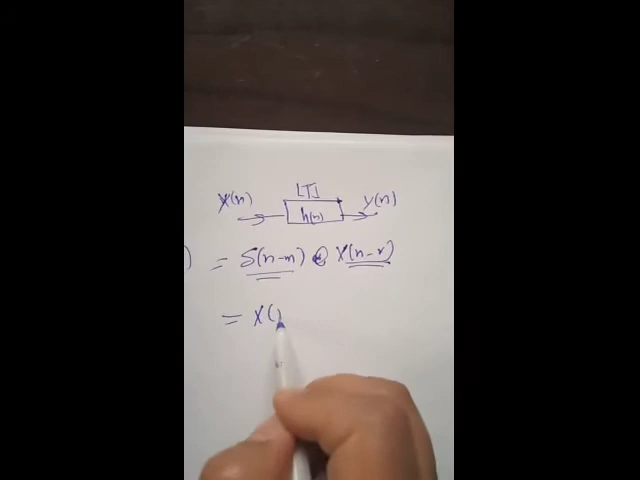 LTI
x(n) h(n) y(n)
) = δ(n-m) x(n-r)
= x(